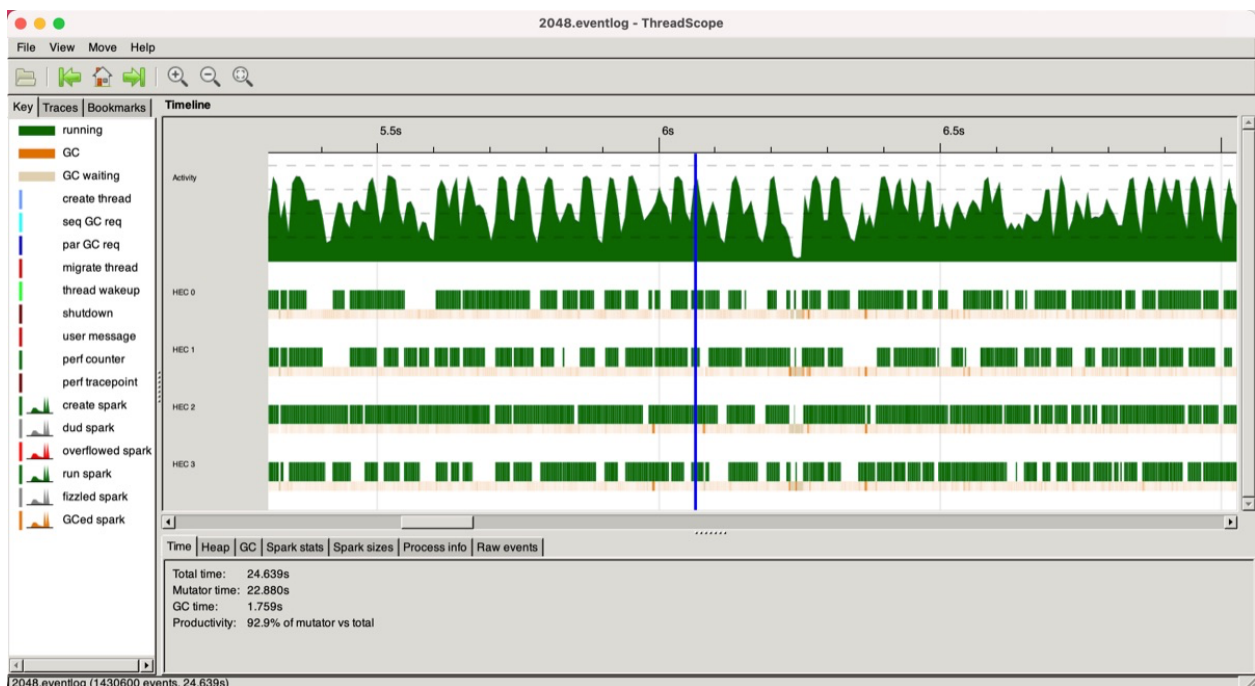 2048.eventlog - ThreadScope
File View Move Help
Key Traces Bookmarks
running
GC
GC waiting
create thread
seq GC req
par GC req
migrate thread
thread wakeup
shutdown
user message
perf counter
perf tracepoint
create spark
dud spark
overflowed spark
run spark
fizzled spark
GCed spark
Timeline
5.5s 6s 6.5s
Activity
HEC 0
HEC 1
HEC 2
HEC 3
Time Heap GC Spark stats Spark sizes Process info Raw events
Total time: 24.639s
Mutator time: 22.880s
GC time: 1.759s
Productivity: 92.9% of mutator vs total
2048.eventlog (1430600 events, 24.639s)